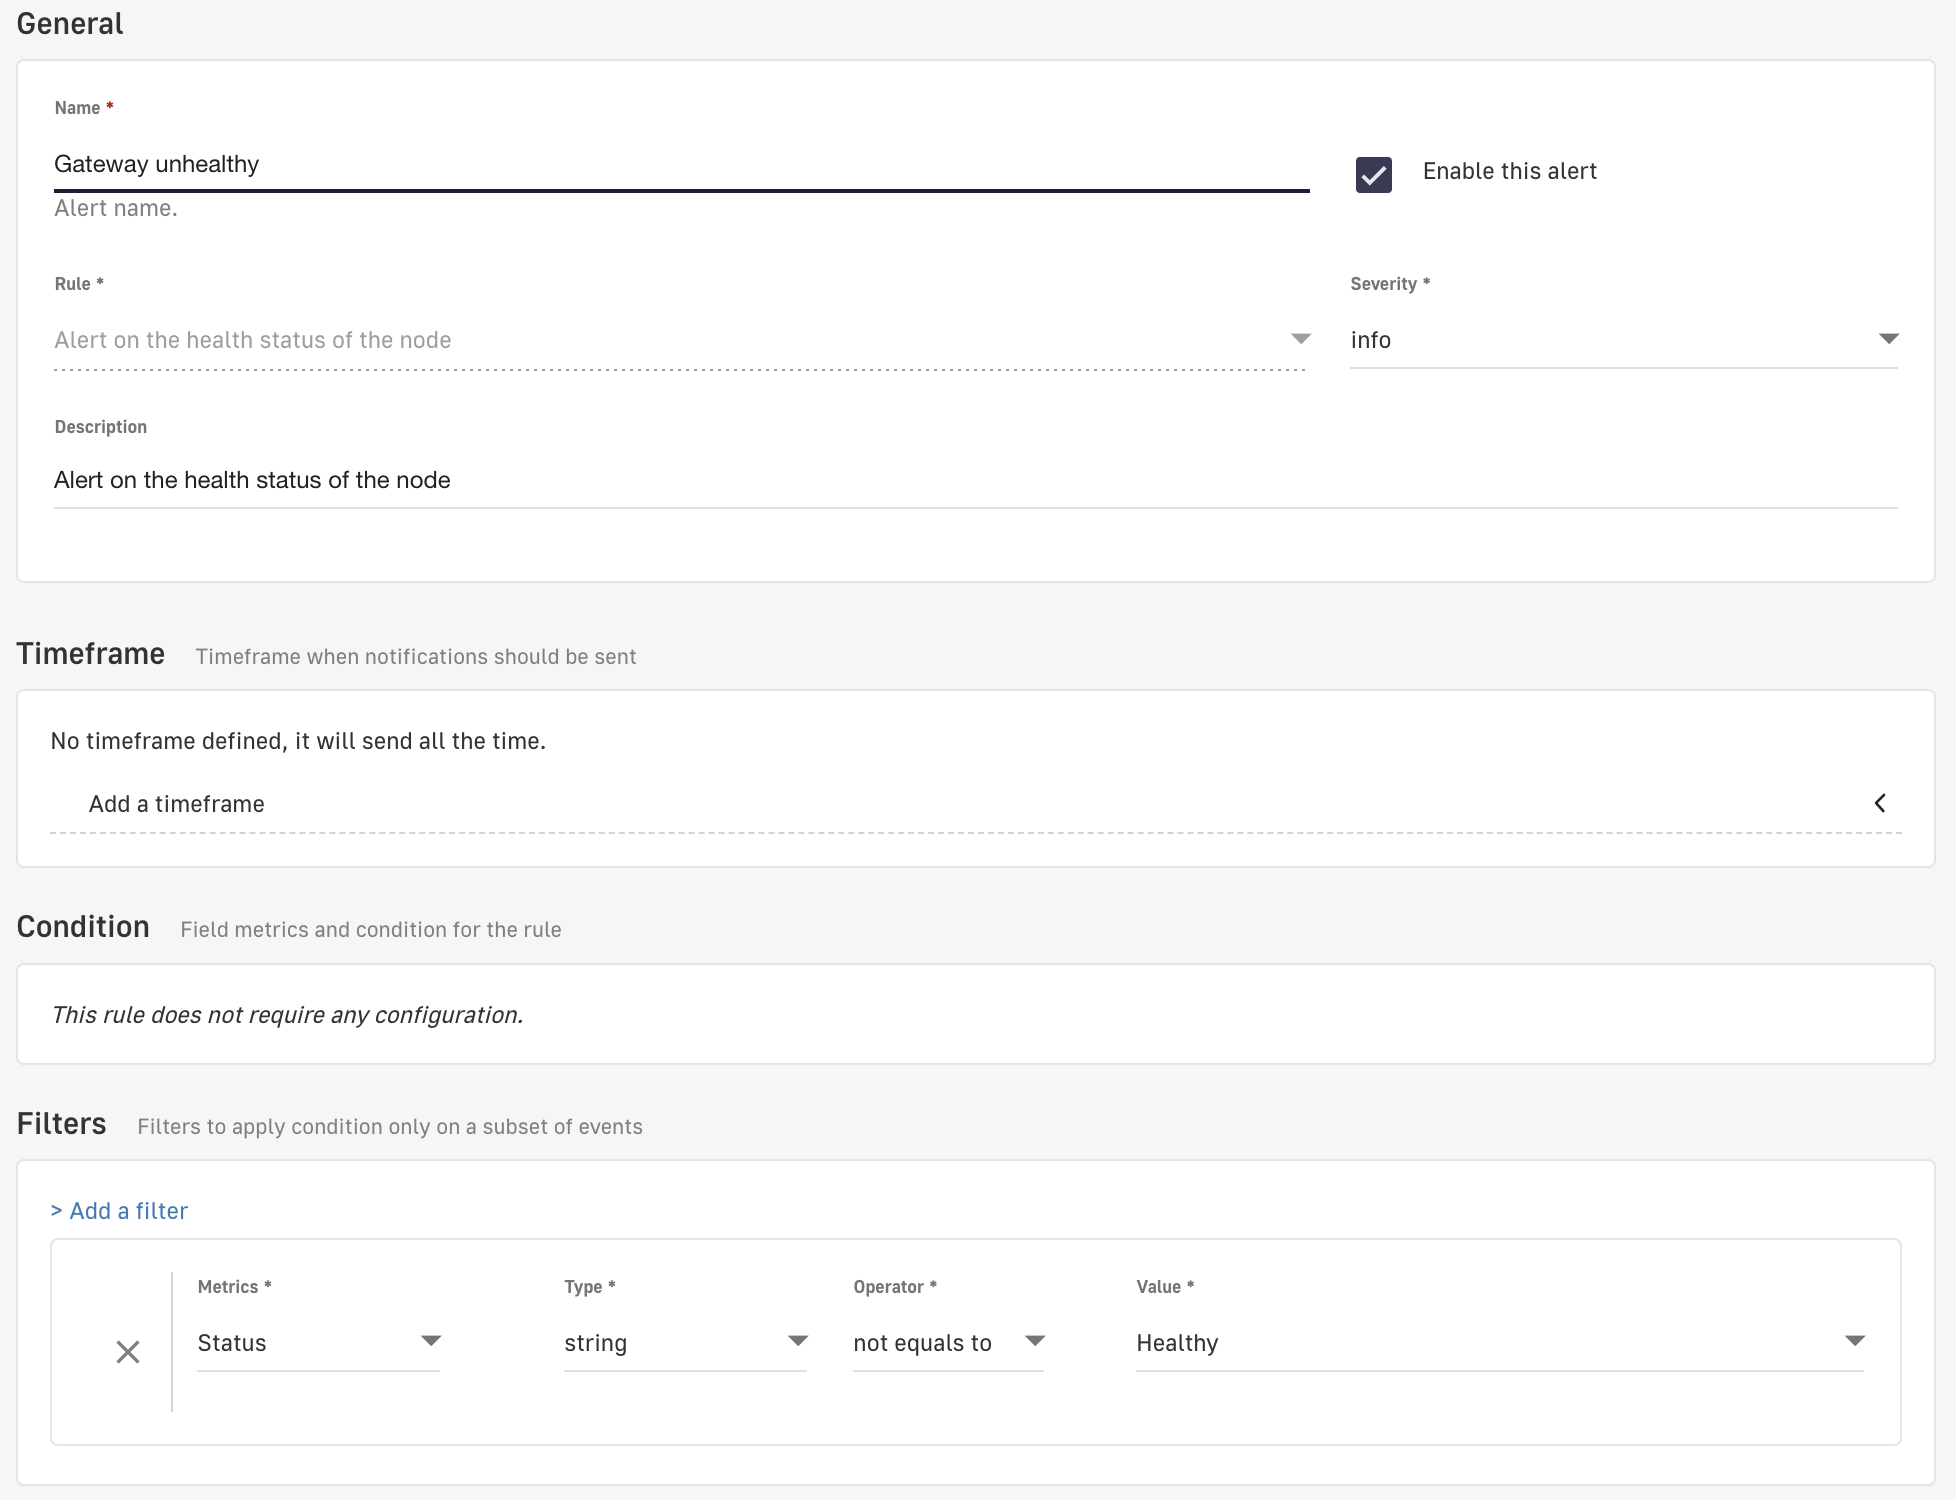 General
Name *
Gateway unhealthy
Enable this alert
Alert name.
Rule *
Severity *
Alert on the health status of the node
info
Description
Alert on the health status of the node
Timeframe Timeframe when notifications should be sent
No timeframe defined, it will send all the time.
Add a timeframe
Condition Field metrics and condition for the rule
This rule does not require any configuration.
Filters Filters to apply condition only on a subset of events
> Add a filter
Metrics * Type * Operator * Value *
Status string not equals to Healthy